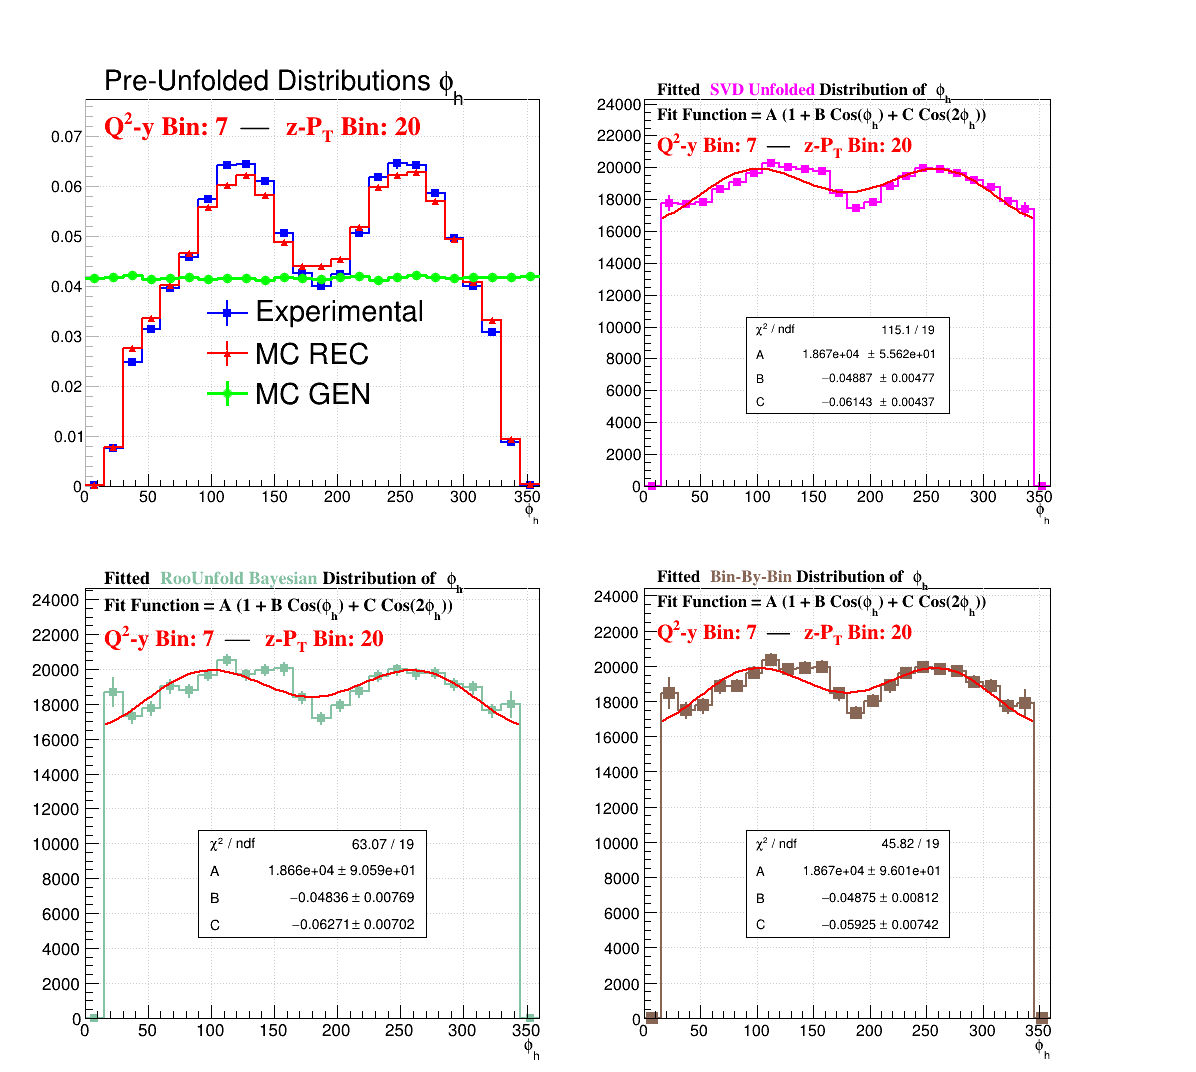 Pre-Unfolded Distributions ϕh
Q²-y Bin: 7 — z-PT Bin: 20
0.07
0.06
0.05
0.04
0.03
0.02
0.01
0
Experimental
MC REC
MC GEN
0 50 100 150 200 250 300 350
ϕh
Fitted SVD Unfolded Distribution of ϕh
Fit Function = A (1 + B Cos(ϕh) + C Cos(2ϕh))
Q²-y Bin: 7 — z-PT Bin: 20
24000
22000
20000
18000
16000
14000
12000
10000
8000
6000
4000
2000
0
χ² / ndf 115.1 / 19
A 1.867e+04 ± 5.562e+01
B −0.04887 ± 0.00477
C −0.06143 ± 0.00437
0 50 100 150 200 250 300 350
ϕh
Fitted RooUnfold Bayesian Distribution of ϕh
Fit Function = A (1 + B Cos(ϕh) + C Cos(2ϕh))
Q²-y Bin: 7 — z-PT Bin: 20
24000
22000
20000
18000
16000
14000
12000
10000
8000
6000
4000
2000
0
χ² / ndf 63.07 / 19
A 1.866e+04 ± 9.059e+01
B −0.04836 ± 0.00769
C −0.06271 ± 0.00702
0 50 100 150 200 250 300 350
ϕh
Fitted Bin-By-Bin Distribution of ϕh
Fit Function = A (1 + B Cos(ϕh) + C Cos(2ϕh))
Q²-y Bin: 7 — z-PT Bin: 20
24000
22000
20000
18000
16000
14000
12000
10000
8000
6000
4000
2000
0
χ² / ndf 45.82 / 19
A 1.867e+04 ± 9.601e+01
B −0.04875 ± 0.00812
C −0.05925 ± 0.00742
0 50 100 150 200 250 300 350
ϕh